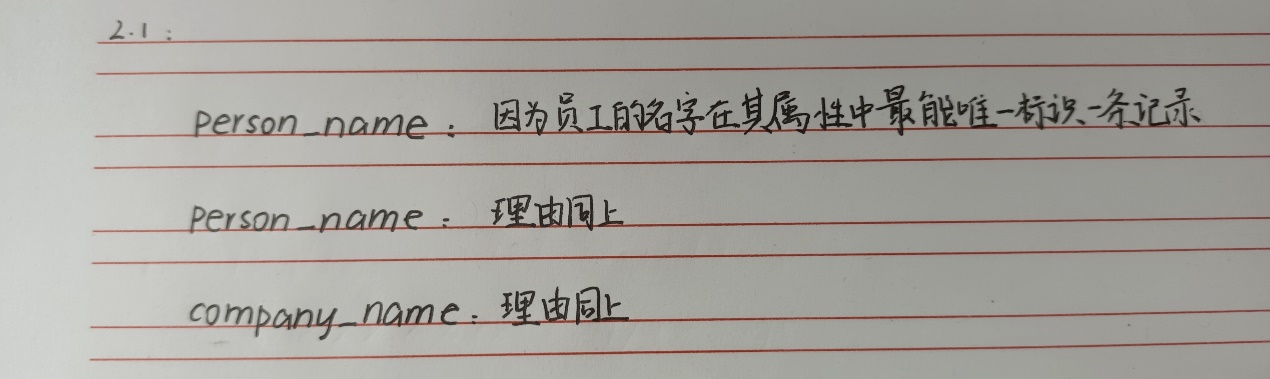 2.1：
person_name：因为员工的名字在其属性中最能唯一标识一条记录
person_name：理由同上
company_name：理由同上